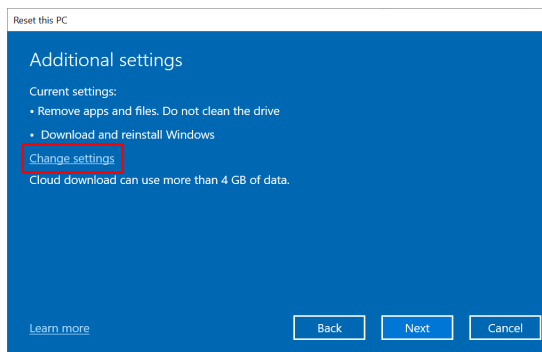 Reset this PC
Additional settings
Current settings:
• Remove apps and files. Do not clean the drive
• Download and reinstall Windows
Change settings
Cloud download can use more than 4 GB of data.
Learn more
Back
Next
Cancel